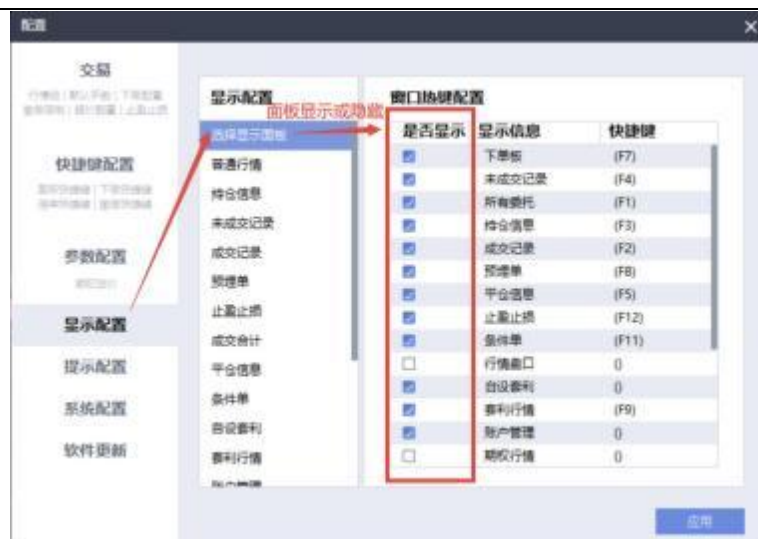 配置
交易
快捷键配置
参数配置
显示配置
提示配置
系统配置
软件更新
显示配置
面板显示或隐藏
选择显示面板
普通行情
持仓信息
未成交记录
成交记录
预埋单
止盈止损
成交合计
平仓信息
条件单
自设套利
套利行情
账户管理
窗口热键配置
是否显示 显示信息 快捷键
下单板 (F7)
未成交记录 (F4)
所有委托 (F1)
持仓信息 (F3)
成交记录 (F2)
预埋单 (F8)
平仓信息 (F5)
止盈止损 (F12)
条件单 (F11)
行情窗口 ()
自设套利 ()
套利行情 (F9)
账户管理 ()
期权行情 ()
应用